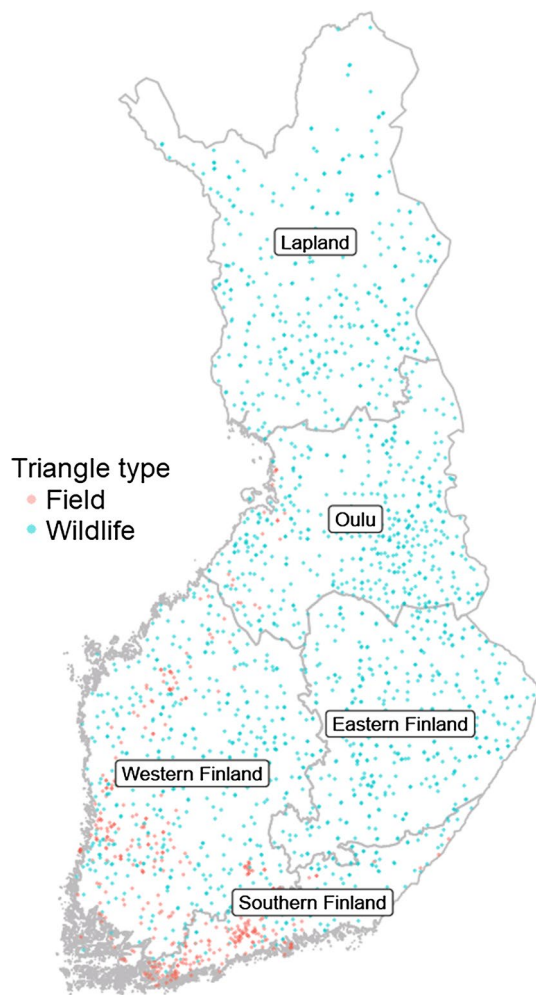 Lapland
Triangle type
Field
Wildlife
Oulu
Eastern Finland
Western Finland
Southern Finland